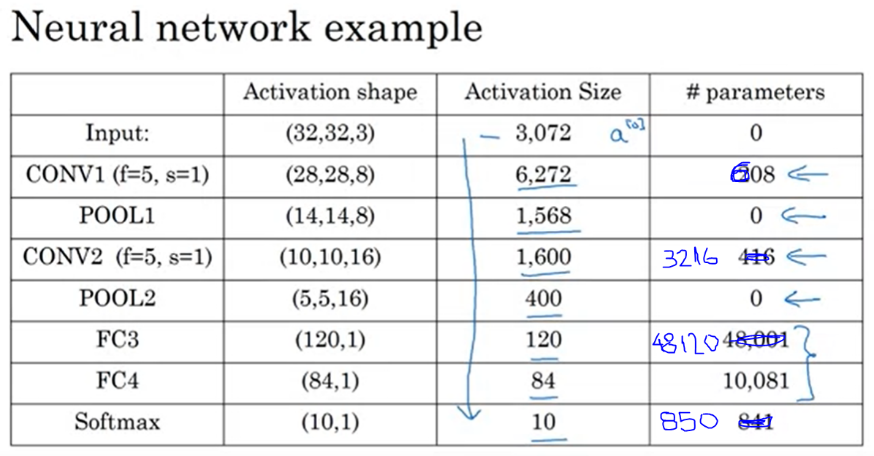 Neural network example
Activation shape Activation Size # parameters
Input: (32,32,3) 3,072 a[0] 0
CONV1 (f=5, s=1) (28,28,8) 6,272 608
POOL1 (14,14,8) 1,568 0
CONV2 (f=5, s=1) (10,10,16) 1,600 3216 416
POOL2 (5,5,16) 400 0
FC3 (120,1) 120 48120 48,001
FC4 (84,1) 84 10,081
Softmax (10,1) 10 850 841